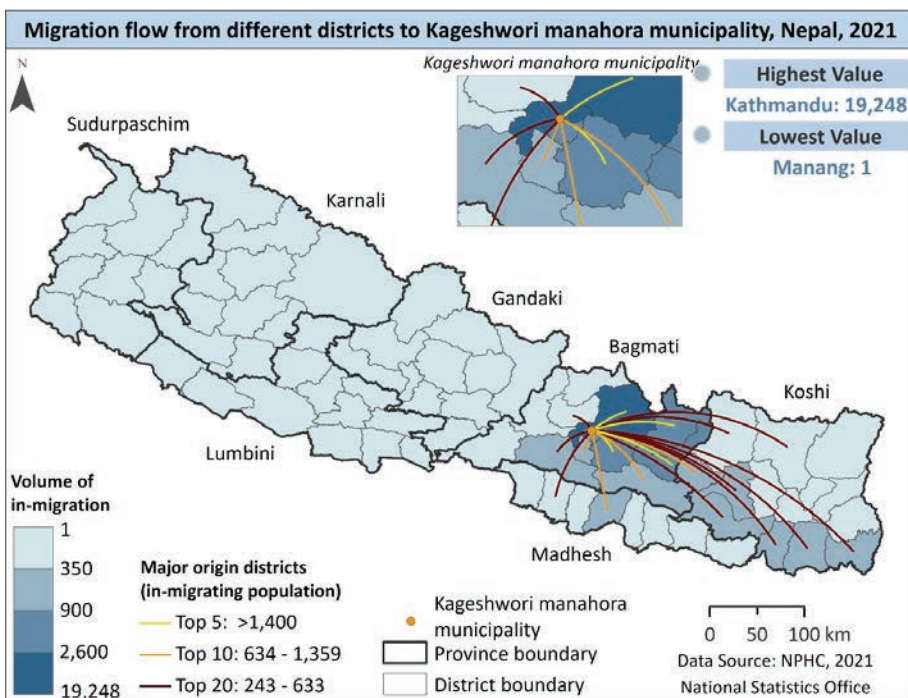 Migration flow from different districts to Kageshwori manahora municipality, Nepal, 2021
N
Kageshwori manahora municipality
Highest Value
Kathmandu: 19,248
Lowest Value
Manang: 1
Sudurpaschim
Karnali
Gandaki
Bagmati
Koshi
Lumbini
Madhesh
Volume of
in-migration
1
350
900
2,600
19,248
Major origin districts
(in-migrating population)
Top 5: >1,400
Top 10: 634 - 1,359
Top 20: 243 - 633
Kageshwori manahora
municipality
Province boundary
District boundary
0 50 100 km
Data Source: NPHC, 2021
National Statistics Office